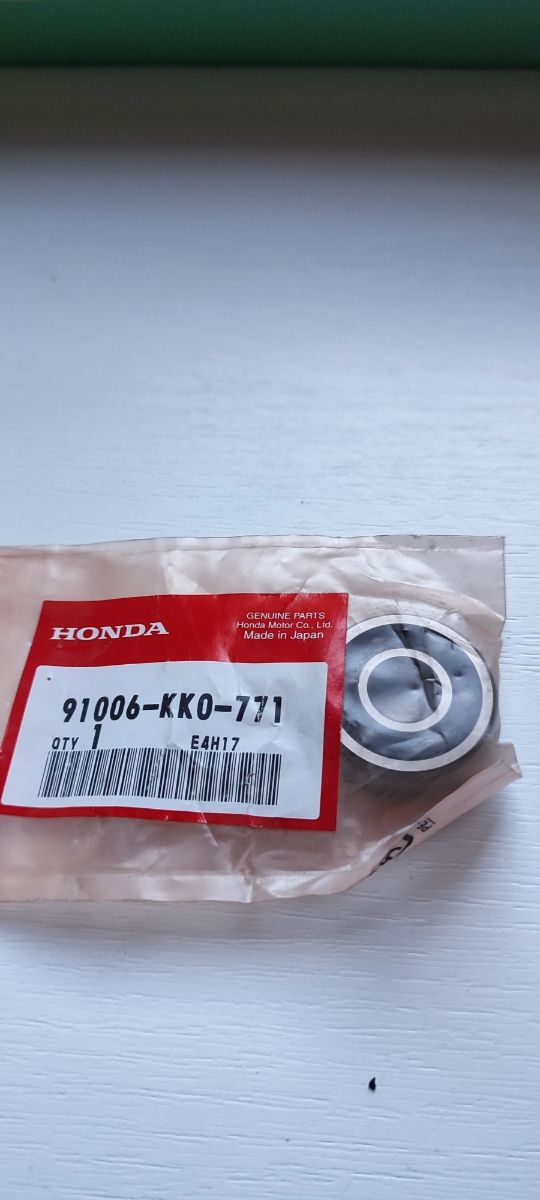 HONDA
GENUINE PARTS
Honda Motor Co., Ltd.
Made in Japan
91006-KK0-771
QTY 1 E4H17